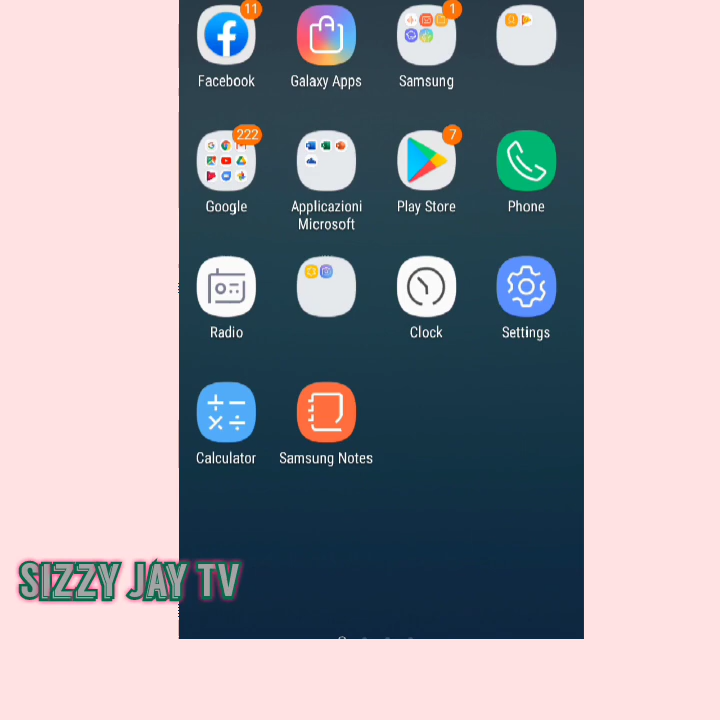 11
1
Facebook
Galaxy Apps
Samsung
222
7
Google
Applicazioni
Microsoft
Play Store
Phone
Radio
Clock
Settings
Calculator
Samsung Notes
SIZZY JAY TV